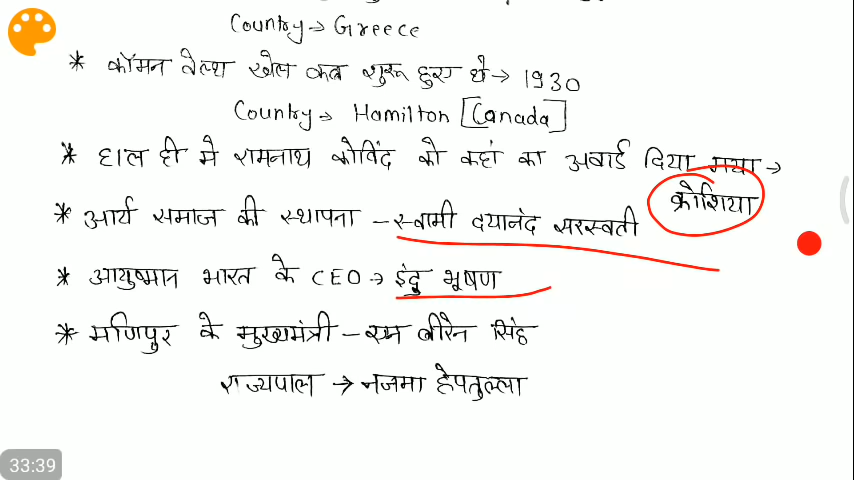 Country → Greece
* कॉमन वेल्थ खेल कब शुरू हुए थे → 1930
Country → Hamilton [Canada]
* हाल ही मे रामनाथ कोविंद को कहां का अवार्ड दिया गया →
क्रोशिया
* आर्य समाज की स्थापना - स्वामी दयानंद सरस्वती
* आयुष्मान भारत के CEO → इंदु भूषण
* मणिपुर के मुख्यमंत्री - एम बीरेन सिंह
राज्यपाल → नजमा हेपतुल्ला
33:39